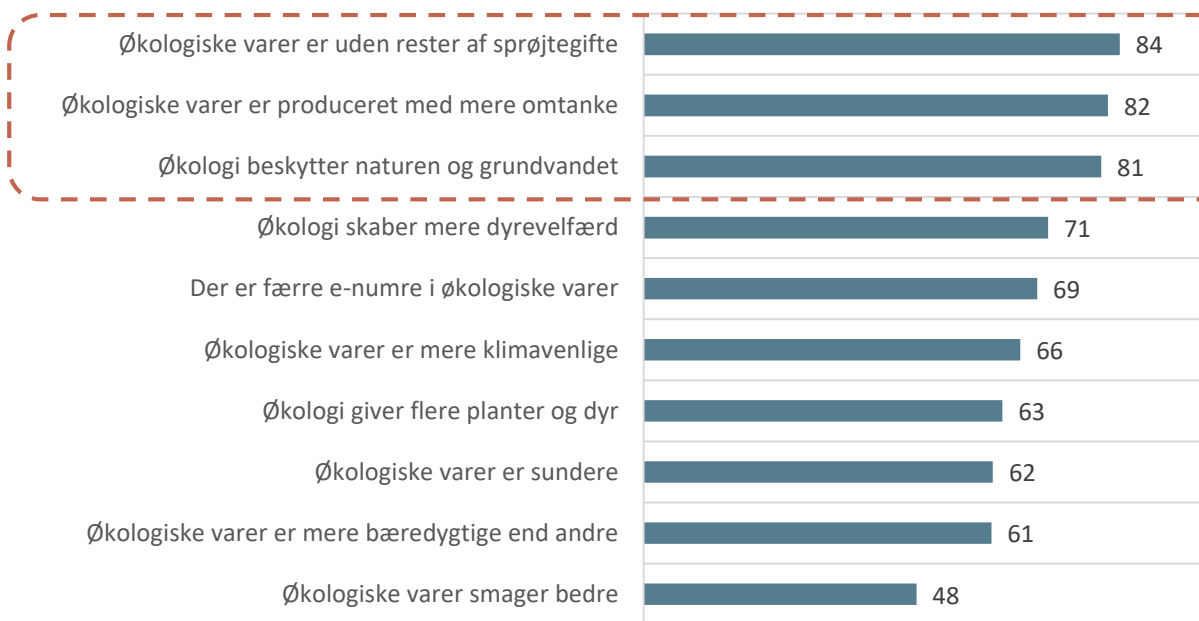 Økologiske varer er uden rester af sprøjtegifte 84
Økologiske varer er produceret med mere omtanke 82
Økologi beskytter naturen og grundvandet 81
Økologi skaber mere dyrevelfærd 71
Der er færre e-numre i økologiske varer 69
Økologiske varer er mere klimavenlige 66
Økologi giver flere planter og dyr 63
Økologiske varer er sundere 62
Økologiske varer er mere bæredygtige end andre 61
Økologiske varer smager bedre 48